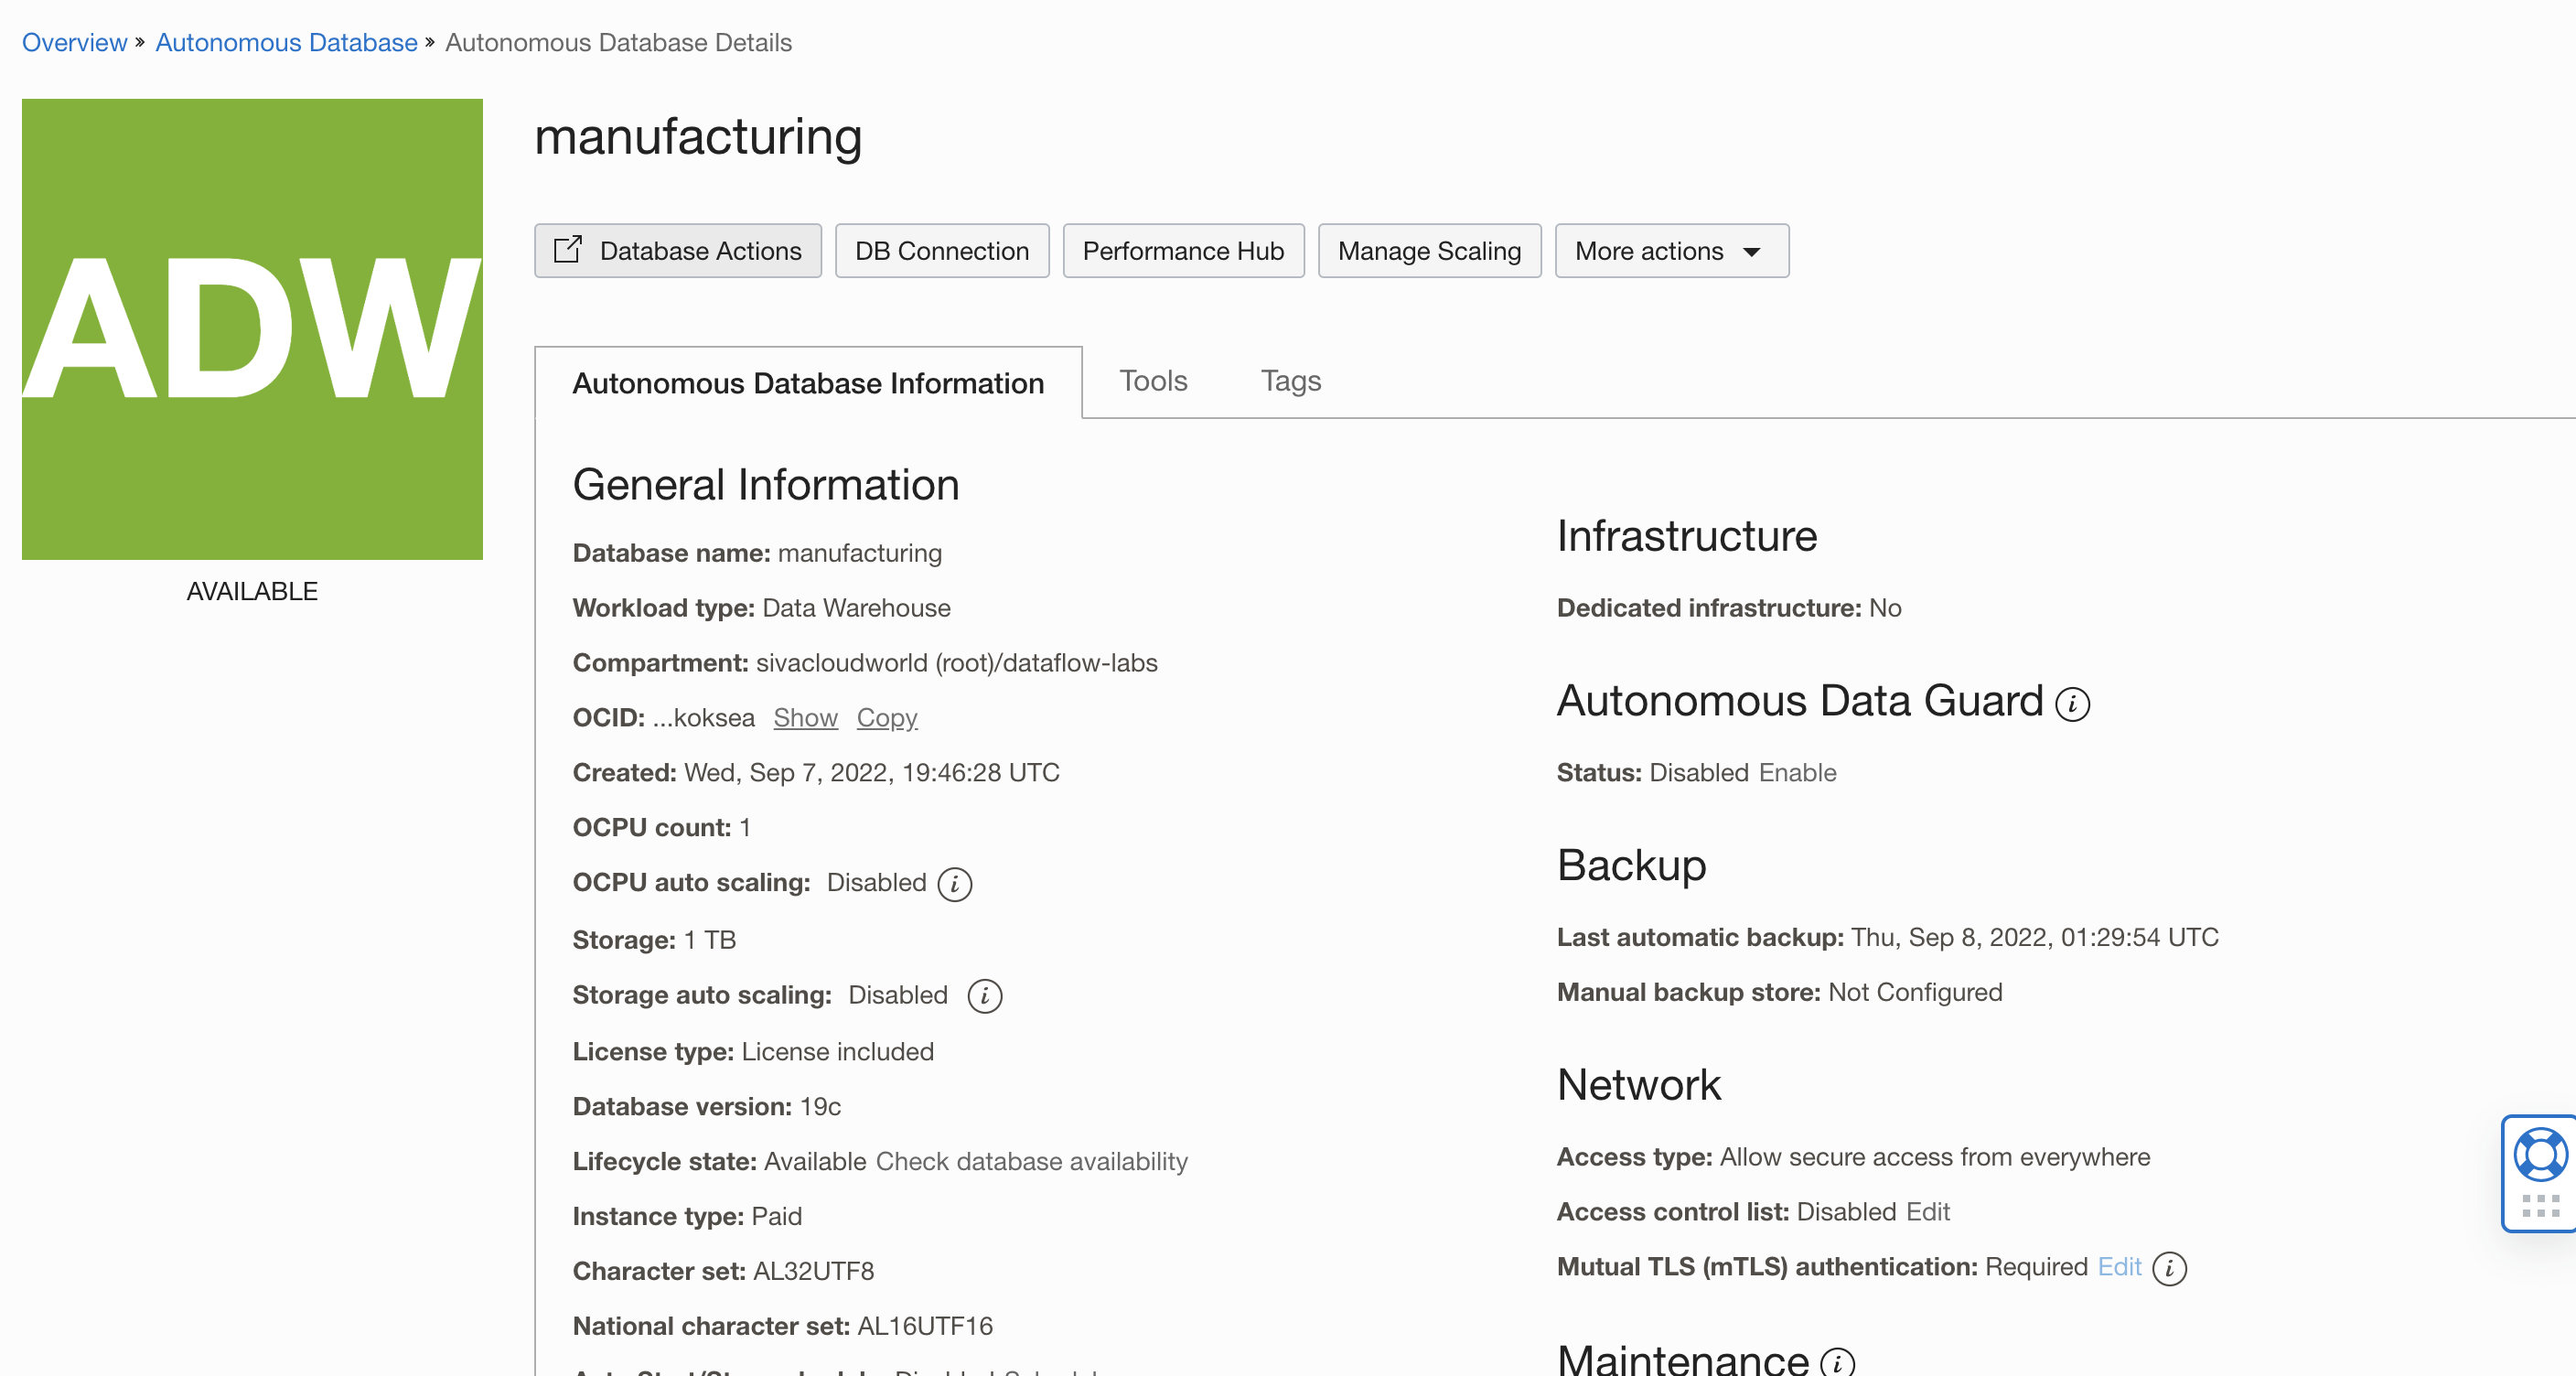 Overview » Autonomous Database » Autonomous Database Details
ADW
AVAILABLE
manufacturing
Database Actions
DB Connection
Performance Hub
Manage Scaling
More actions
Autonomous Database Information
Tools
Tags
General Information
Database name: manufacturing
Workload type: Data Warehouse
Compartment: sivacloudworld (root)/dataflow-labs
OCID: ...koksea Show Copy
Created: Wed, Sep 7, 2022, 19:46:28 UTC
OCPU count: 1
OCPU auto scaling: Disabled
Storage: 1 TB
Storage auto scaling: Disabled
License type: License included
Database version: 19c
Lifecycle state: Available Check database availability
Instance type: Paid
Character set: AL32UTF8
National character set: AL16UTF16
Infrastructure
Dedicated infrastructure: No
Autonomous Data Guard
Status: Disabled Enable
Backup
Last automatic backup: Thu, Sep 8, 2022, 01:29:54 UTC
Manual backup store: Not Configured
Network
Access type: Allow secure access from everywhere
Access control list: Disabled Edit
Mutual TLS (mTLS) authentication: Required Edit
Maintenance